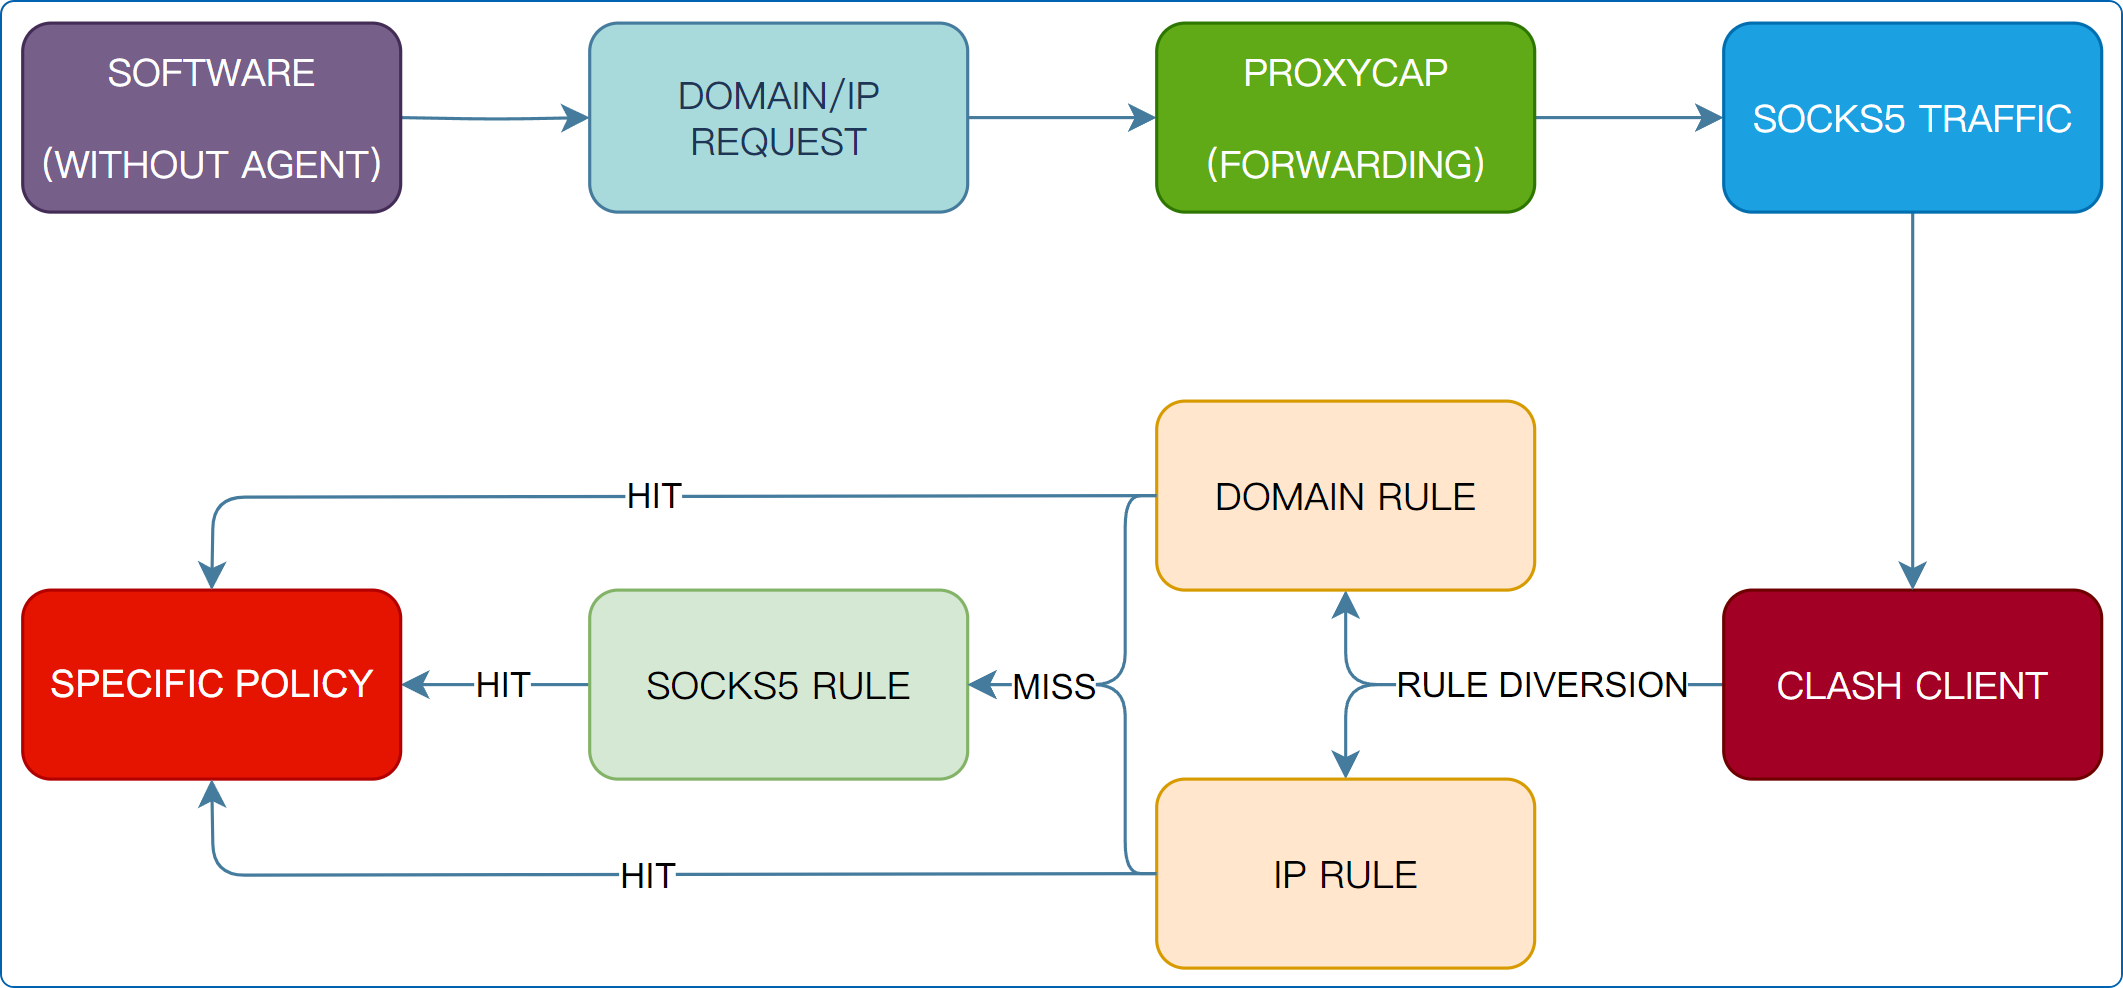 SOFTWARE
(WITHOUT AGENT)
DOMAIN/IP
REQUEST
PROXYCAP
(FORWARDING)
SOCKS5 TRAFFIC
DOMAIN RULE
HIT
SPECIFIC POLICY
HIT
SOCKS5 RULE
MISS
RULE DIVERSION
CLASH CLIENT
HIT
IP RULE